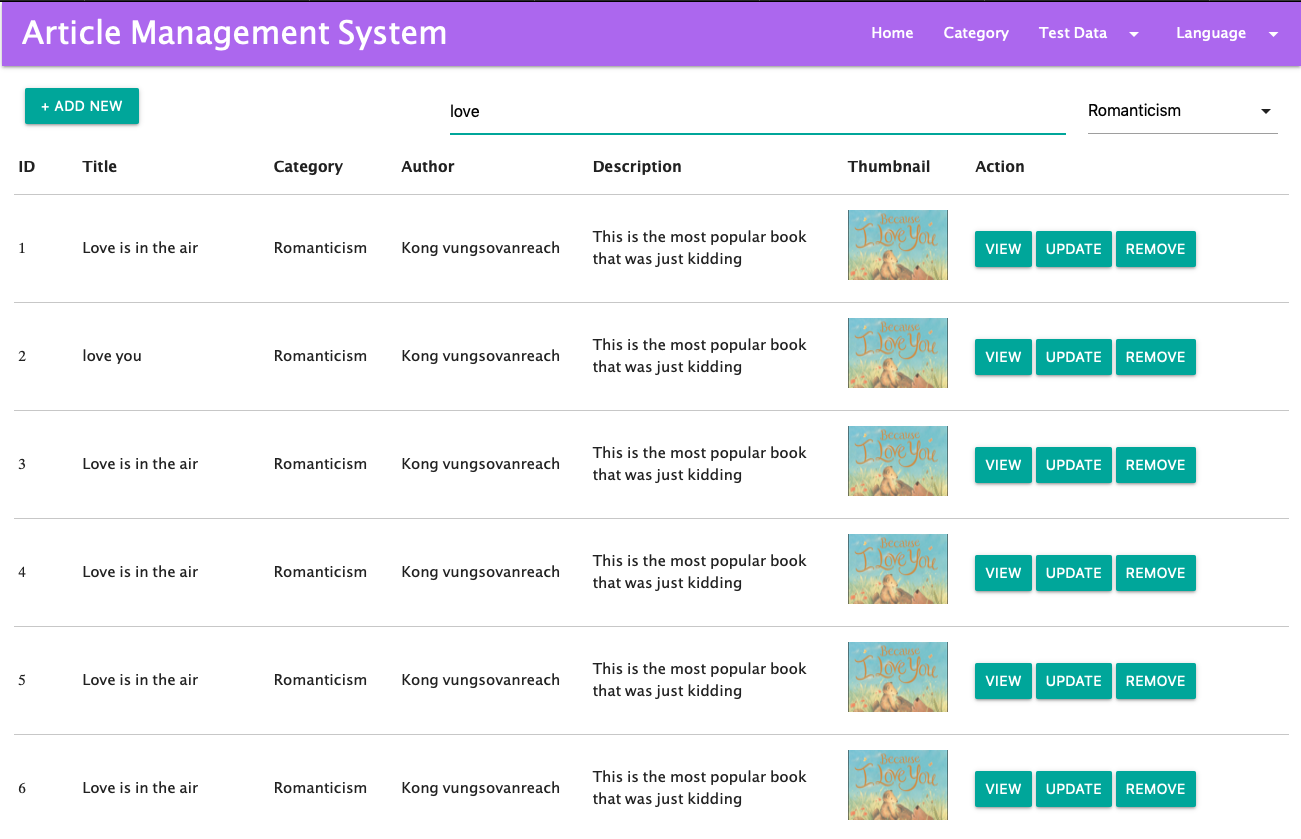 Article Management System
Home Category Test Data Language
+ ADD NEW
love
Romanticism
ID Title Category Author Description Thumbnail Action
1 Love is in the air Romanticism Kong vungsovanreach This is the most popular book
that was just kidding
Because
I Love You
VIEW UPDATE REMOVE
2 love you Romanticism Kong vungsovanreach This is the most popular book
that was just kidding
Because
I Love You
VIEW UPDATE REMOVE
3 Love is in the air Romanticism Kong vungsovanreach This is the most popular book
that was just kidding
Because
I Love You
VIEW UPDATE REMOVE
4 Love is in the air Romanticism Kong vungsovanreach This is the most popular book
that was just kidding
Because
I Love You
VIEW UPDATE REMOVE
5 Love is in the air Romanticism Kong vungsovanreach This is the most popular book
that was just kidding
Because
I Love You
VIEW UPDATE REMOVE
6 Love is in the air Romanticism Kong vungsovanreach This is the most popular book
that was just kidding
Because
I Love You
VIEW UPDATE REMOVE